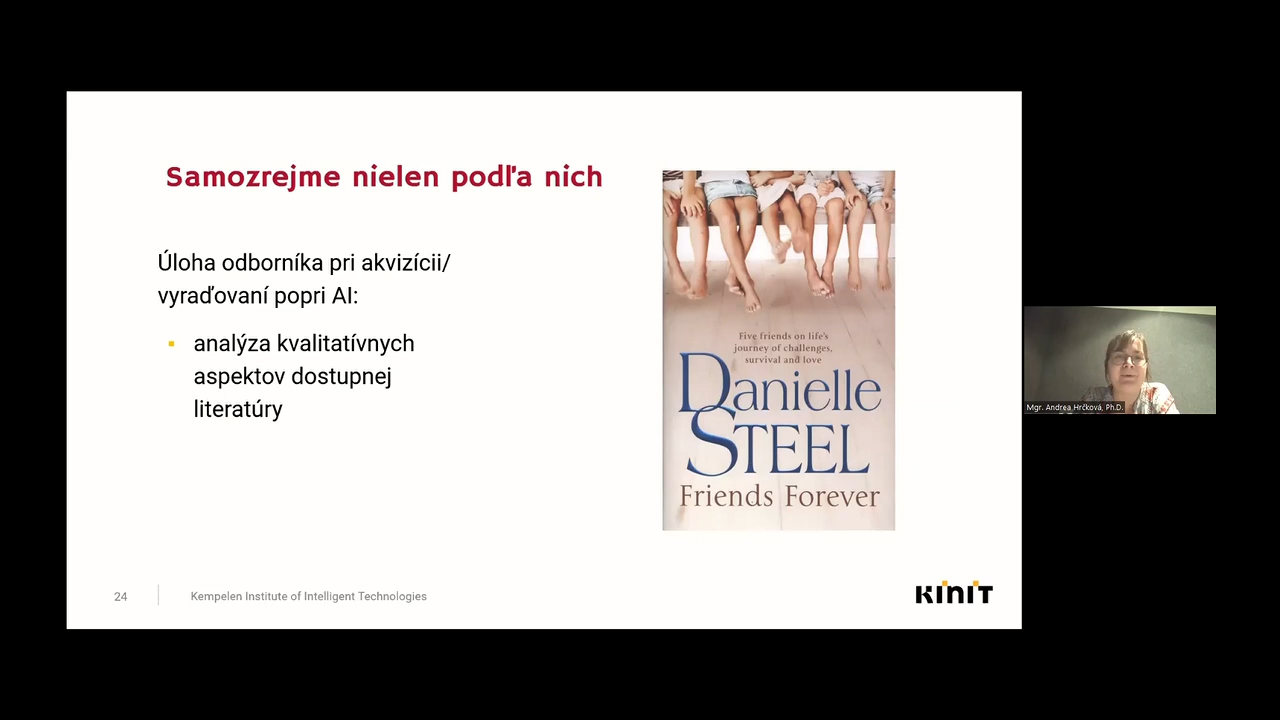 Samozrejme nielen podľa nich
Úloha odborníka pri akvizícii/
vyraďovaní popri AI:
analýza kvalitatívnych
aspektov dostupnej
literatúry
Five friends on life's
journey of challenges,
survival and love
Danielle
STEEL
Friends Forever
24
Kempelen Institute of Intelligent Technologies
KINIT
Mgr. Andrea Hrčková, Ph.D.